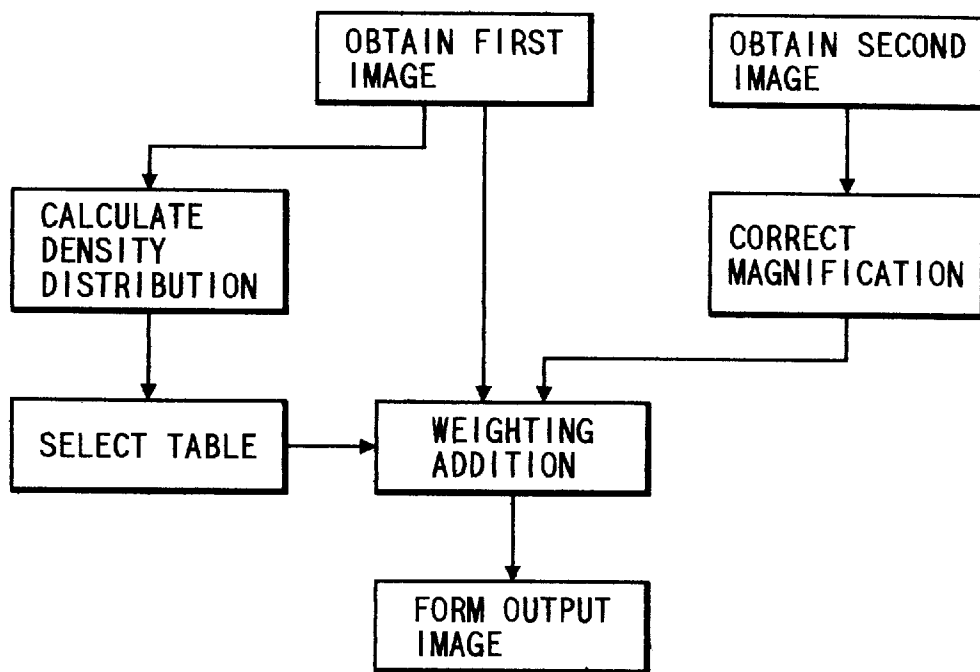 OBTAIN FIRST
IMAGE
OBTAIN SECOND
IMAGE
CALCULATE
DENSITY
DISTRIBUTION
CORRECT
MAGNIFICATION
SELECT TABLE
WEIGHTING
ADDITION
FORM OUTPUT
IMAGE